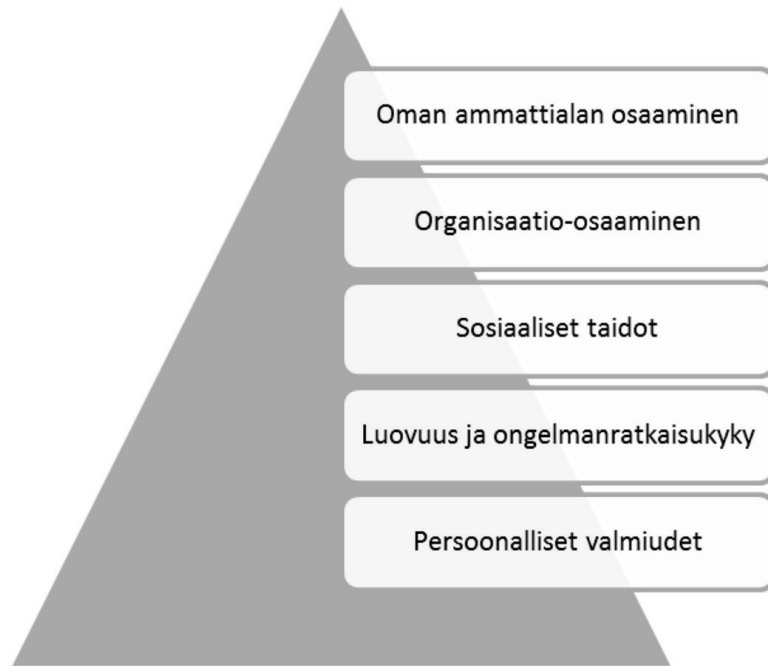 Oman ammattialan osaaminen
Organisaatio-osaaminen
Sosiaaliset taidot
Luovuus ja ongelmanratkaisukyky
Persoonalliset valmiudet